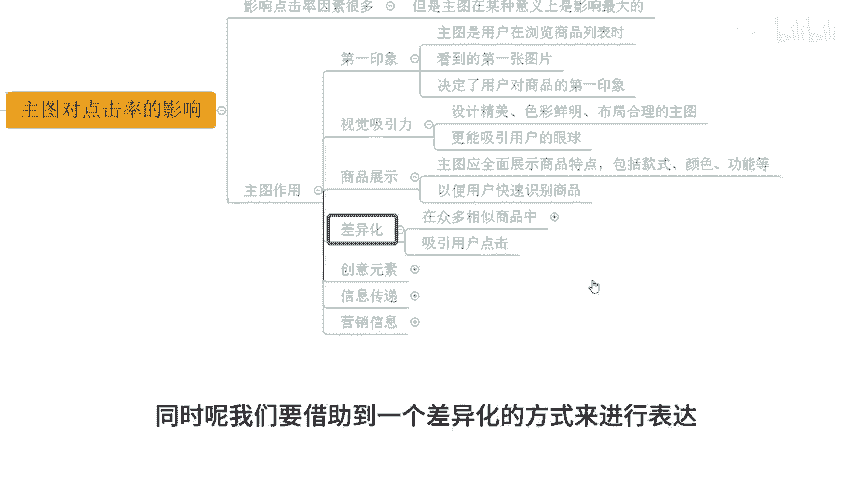 影响点击率因素很多
但是主图在某种意义上是影响最大的
主图是用户在浏览商品列表时
第一印象
看到的第一张图片
决定了用户对商品的第一印象
主图对点击率的影响
设计精美、色彩鲜明、布局合理的主图
视觉吸引力
更能吸引用户的眼球
主图应全面展示商品特点，包括款式、颜色、功能等
商品展示
主图作用
以便用户快速识别商品
在众多相似商品中
差异化
吸引用户点击
创意元素
信息传递
营销信息
同时呢我们要借助到一个差异化的方式来进行表达
bilibili